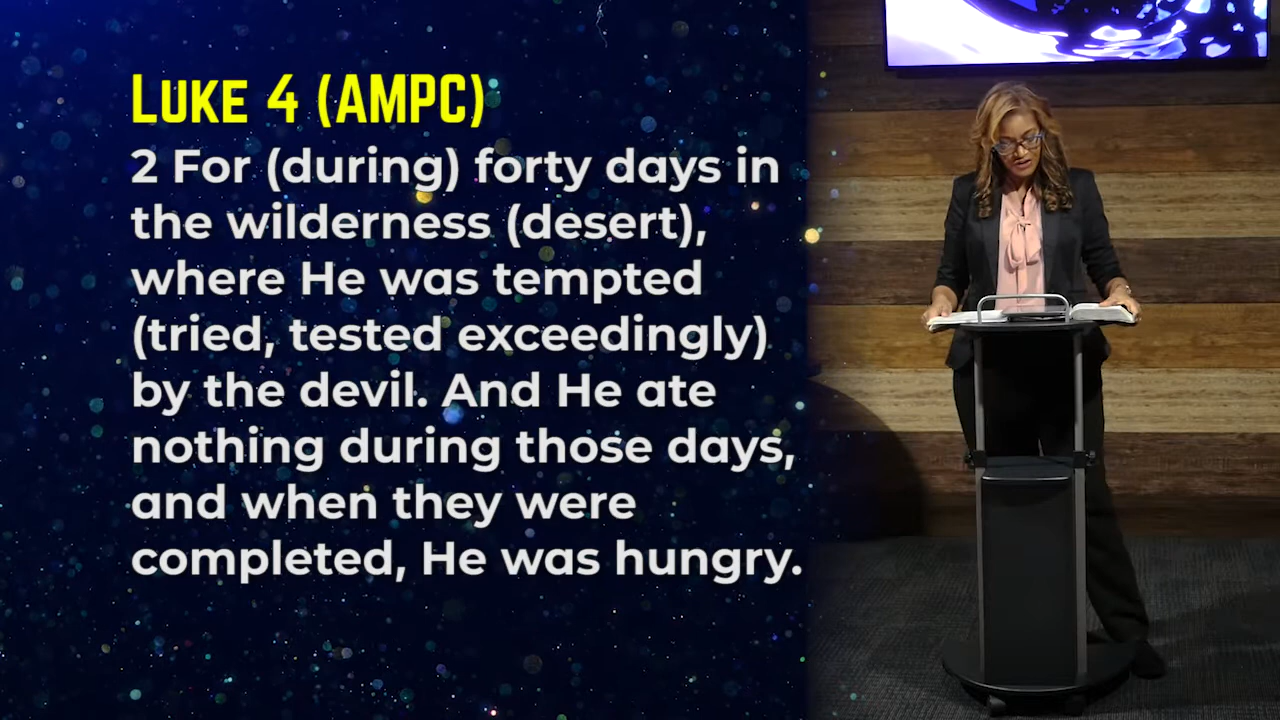 LUKE 4 (AMPC)
2 For (during) forty days in
the wilderness (desert),
where He was tempted
(tried, tested exceedingly)
by the devil. And He ate
nothing during those days,
and when they were
completed, He was hungry.